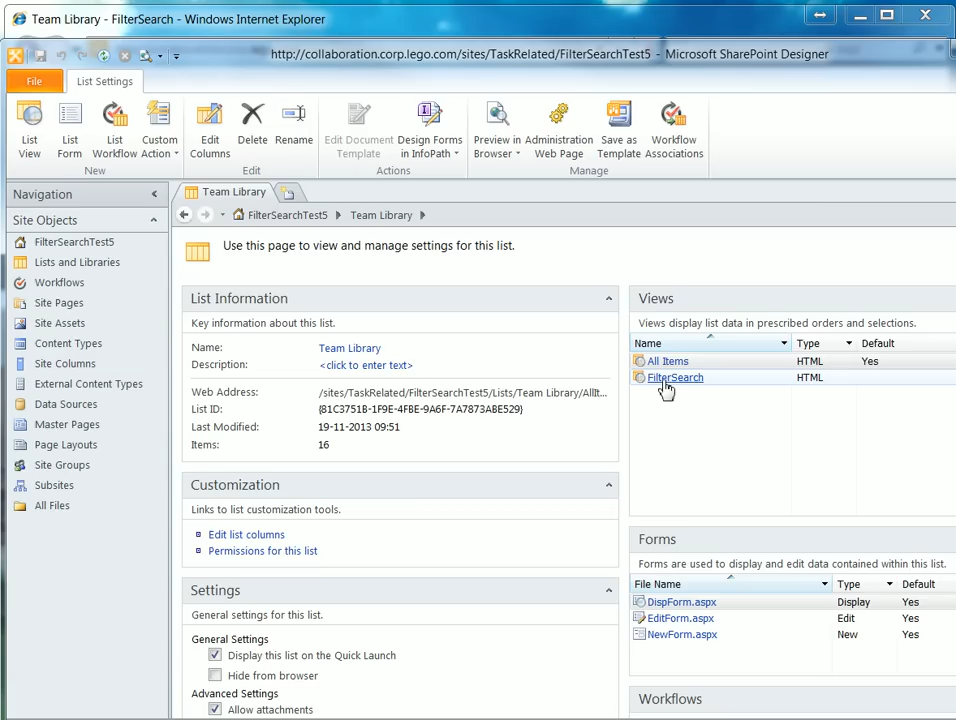 Team Library - FilterSearch - Windows Internet Explorer
http://collaboration.corp.lego.com/sites/TaskRelated/FilterSearchTest5 - Microsoft SharePoint Designer
File
List Settings
List View
List Form
List Workflow
Custom Action
New
Edit Columns
Delete
Rename
Edit
Edit Document Template
Design Forms in InfoPath
Actions
Preview in Browser
Administration Web Page
Save as Template
Workflow Associations
Manage
Navigation
Site Objects
FilterSearchTest5
Lists and Libraries
Workflows
Site Pages
Site Assets
Content Types
Site Columns
External Content Types
Data Sources
Master Pages
Page Layouts
Site Groups
Subsites
All Files
Team Library
FilterSearchTest5 Team Library
Use this page to view and manage settings for this list.
List Information
Key information about this list.
Name: Team Library
Description: <click to enter text>
Web Address: /sites/TaskRelated/FilterSearchTest5/Lists/Team Library/AllIt...
List ID: {81C3751B-1F9E-4FBE-9A6F-7A7873ABE529}
Last Modified: 19-11-2013 09:51
Items: 16
Customization
Links to list customization tools.
Edit list columns
Permissions for this list
Settings
General settings for this list.
General Settings
Display this list on the Quick Launch
Hide from browser
Advanced Settings
Allow attachments
Views
Views display list data in prescribed orders and selections.
Name Type Default
All Items HTML Yes
FilterSearch HTML
Forms
Forms are used to display and edit data contained within this list.
File Name Type Default
DispForm.aspx Display Yes
EditForm.aspx Edit Yes
NewForm.aspx New Yes
Workflows